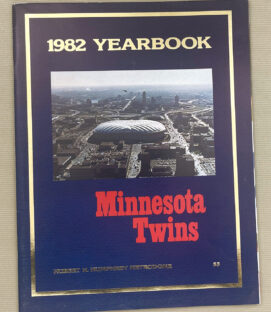 1982 YEARBOOK
Minnesota
Twins
HUBERT H. HUMPHREY METRODOME $3